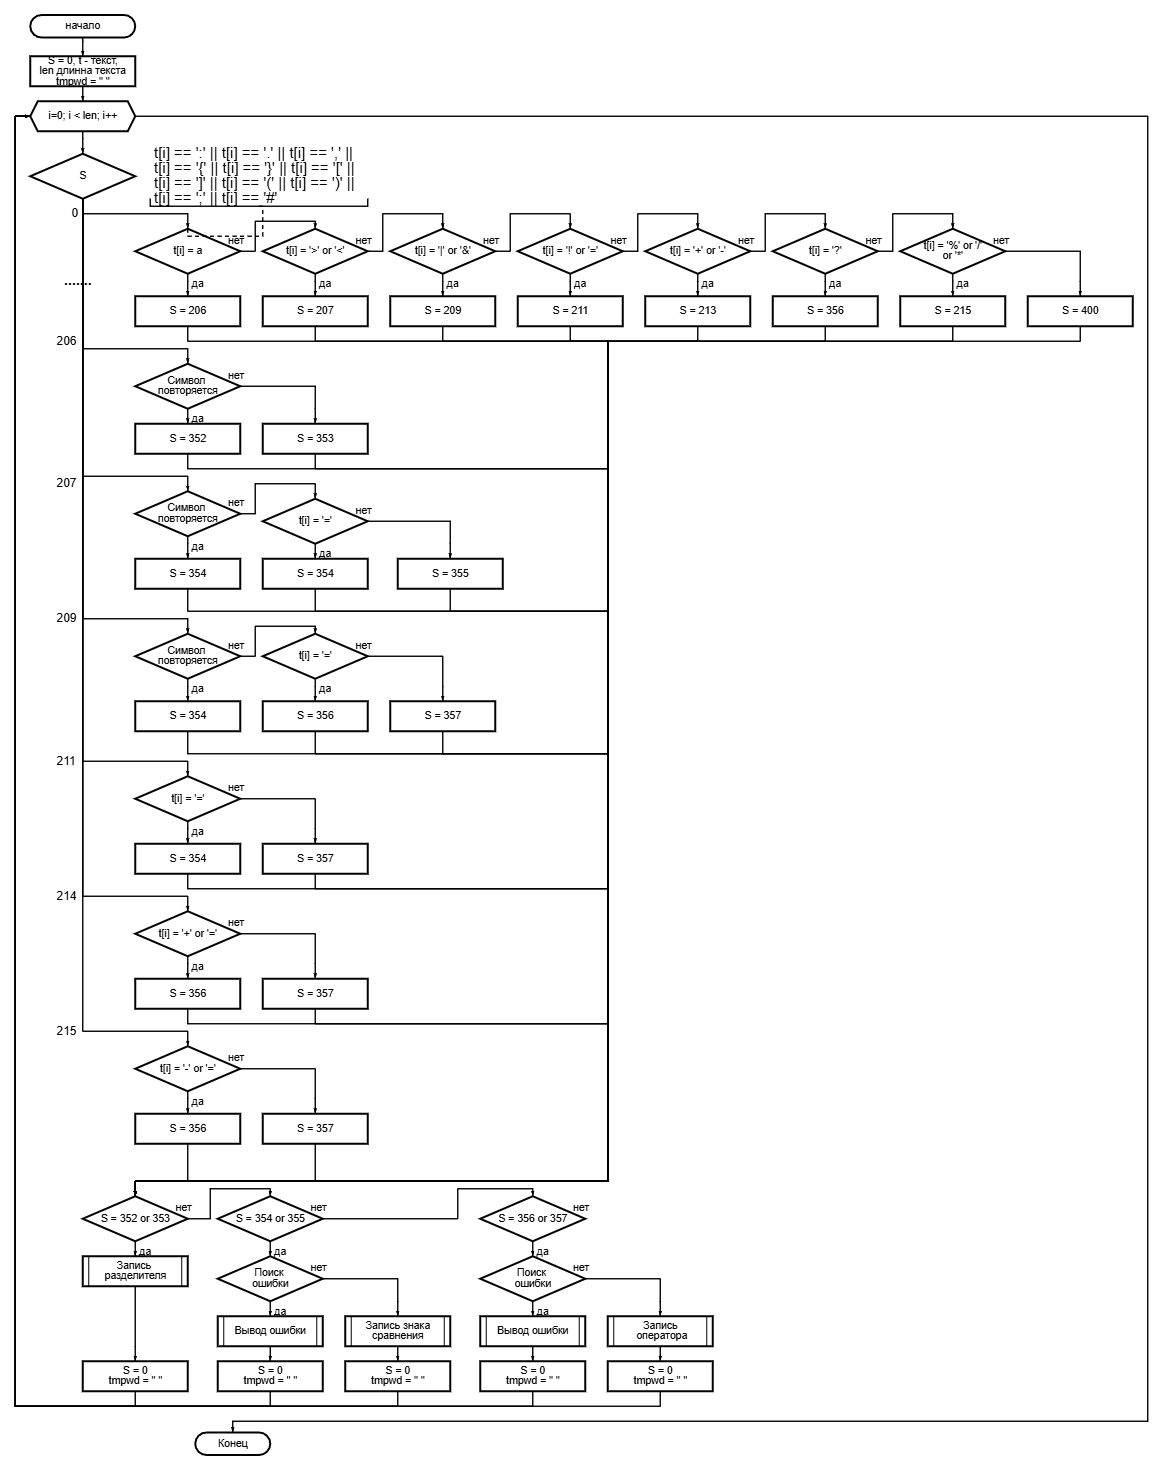 начало
S = 0, t - текст,
len длинна текста
tmpwd = " "
i=0; i < len; i++
S
t[i] == ':' || t[i] == '.' || t[i] == ',' ||
t[i] == '{' || t[i] == '}' || t[i] == '[' ||
t[i] == ']' || t[i] == '(' || t[i] == ')' ||
t[i] == ';' || t[i] == '#'
0
t[i] = a
нет
t[i] = '>' or '<'
нет
t[i] = '|' or '&'
нет
t[i] = '!' or '='
нет
t[i] = '+' or '-'
нет
t[i] = '?'
нет
t[i] = '%' or '/'
or '*'
нет
да
да
да
да
да
да
да
S = 206
S = 207
S = 209
S = 211
S = 213
S = 356
S = 215
S = 400
206
Символ
повторяется
нет
да
S = 352
S = 353
207
Символ
повторяется
нет
t[i] = '='
нет
да
да
S = 354
S = 354
S = 355
209
Символ
повторяется
нет
t[i] = '='
нет
да
да
S = 354
S = 356
S = 357
211
t[i] = '='
нет
да
S = 354
S = 357
214
t[i] = '+' or '='
нет
да
S = 356
S = 357
215
t[i] = '-' or '='
нет
да
S = 356
S = 357
S = 352 or 353
нет
S = 354 or 355
нет
S = 356 or 357
да
да
да
Запись
разделителя
Поиск
ошибки
нет
Поиск
ошибки
нет
да
да
Вывод ошибки
Запись знака
сравнения
Вывод ошибки
Запись
оператора
S = 0
tmpwd = " "
S = 0
tmpwd = " "
S = 0
tmpwd = " "
S = 0
tmpwd = " "
S = 0
tmpwd = " "
Конец